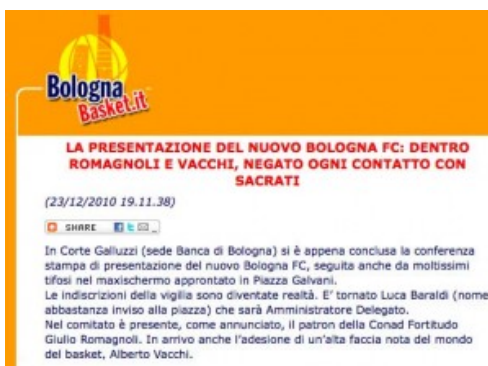 Bologna
Basket.it
LA PRESENTAZIONE DEL NUOVO BOLOGNA FC: DENTRO
ROMAGNOLI E VACCHI, NEGATO OGNI CONTATTO CON
SACRATI
(23/12/2010 19.11.38)
SHARE
In Corte Galluzzi (sede Banca di Bologna) si è appena conclusa la conferenza
stampa di presentazione del nuovo Bologna FC, seguita anche da moltissimi
tifosi nel maxischermo approntato in Piazza Galvani.
Le indiscrezioni della vigilia sono diventate realtà. E' tornato Luca Baraldi (nome
abbastanza inviso alla piazza) che sarà Amministratore Delegato.
Nel comitato è presente, come annunciato, il patron della Conad Fortitudo
Giulio Romagnoli. In arrivo anche l'adesione di un'alta faccia nota del mondo
del basket, Alberto Vacchi.